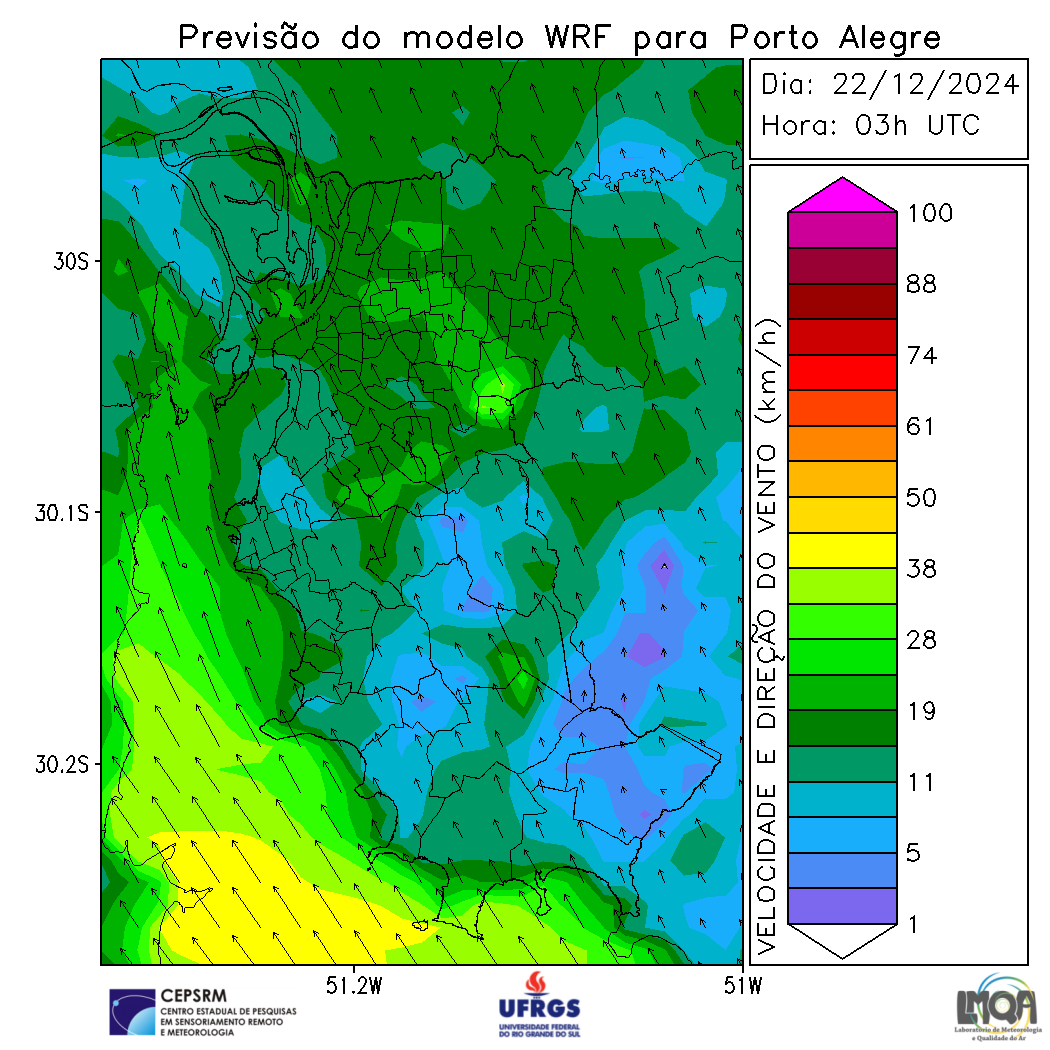 Previsão do modelo WRF para Porto Alegre
Dia: 22/12/2024
Hora: 03h UTC
100
88
74
61
50
38
28
19
11
5
1
VELOCIDADE E DIREÇÃO DO VENTO (km/h)
30S
30.1S
30.2S
51.2W
51W
CEPSRM
CENTRO ESTADUAL DE PESQUISAS
EM SENSORIAMENTO REMOTO
E METEOROLOGIA
UFRGS
UNIVERSIDADE FEDERAL
DO RIO GRANDE DO SUL
LMQA
Laboratório de Meteorologia
e Qualidade do Ar